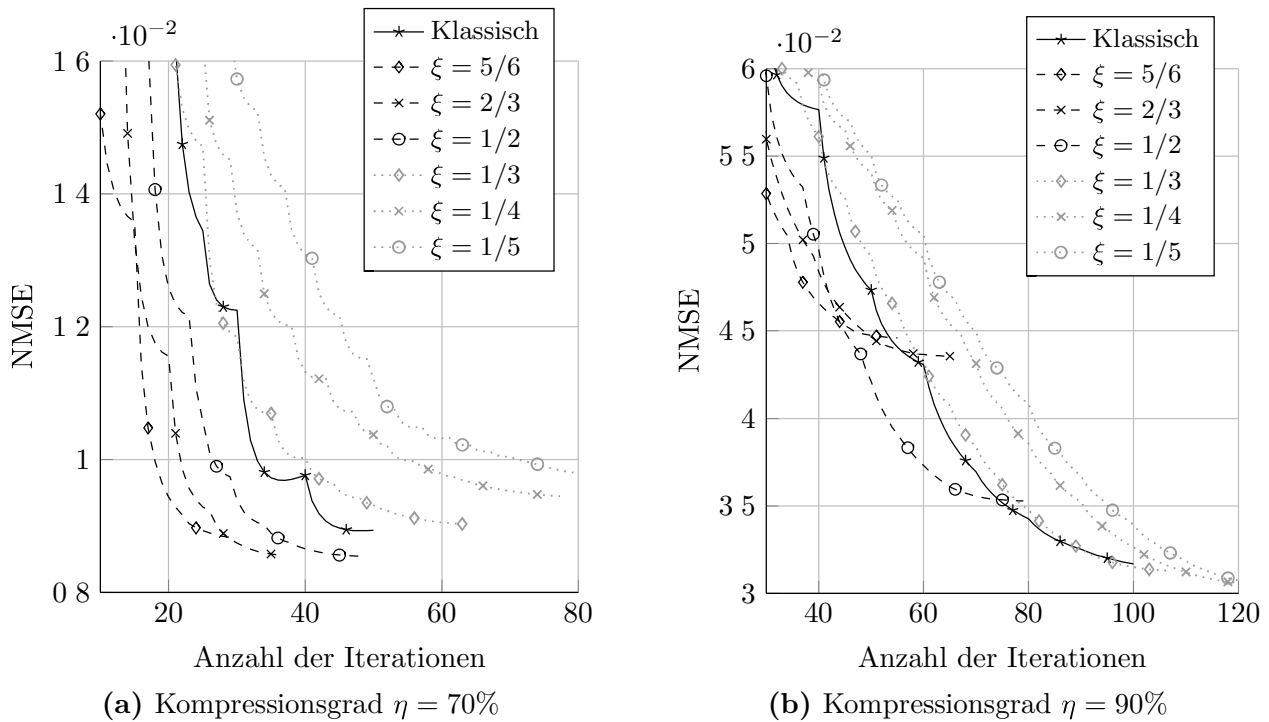 ·10−2
Klassisch
ξ = 5/6
ξ = 2/3
ξ = 1/2
ξ = 1/3
ξ = 1/4
ξ = 1/5
1 6
1 4
1 2
1
0 8
20
40
60
80
NMSE
Anzahl der Iterationen
(a) Kompressionsgrad η = 70%
·10−2
Klassisch
ξ = 5/6
ξ = 2/3
ξ = 1/2
ξ = 1/3
ξ = 1/4
ξ = 1/5
6
5 5
5
4 5
4
3 5
3
40
60
80
100
120
NMSE
Anzahl der Iterationen
(b) Kompressionsgrad η = 90%